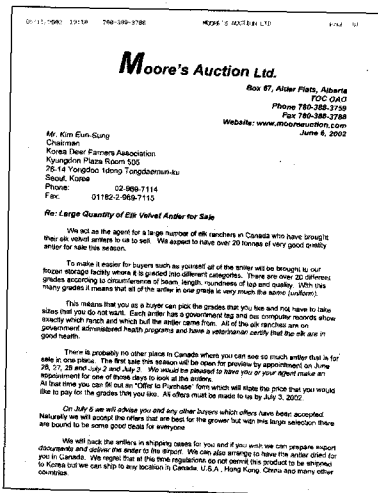 06/15/2002 19:10 780-388-3788 MOORE'S AUCTION LTD PAGE 01
Moore's Auction Ltd.
Box 67, Alder Flats, Alberta
TOC OAO
Phone 780-388-3759
Fax 780-388-3788
Website: www.mooreauction.com
June 6, 2002
Mr. Kim Eun-Sung
Chairman
Korea Deer Farmers Association
Kyungdon Plaza Room 505
26-14 Yongdoo 1dong Tongdaemun-ku
Seoul, Korea
Phone: 02-969-7114
Fax: 01182-2-969-7115
Re: Large Quantity of Elk Velvet Antler for Sale
We act as the agent for a large number of elk ranchers in Canada who have brought
their elk velvet antlers to us to sell. We expect to have over 20 tonnes of very good quality
antler for sale this season.
To make it easier for buyers such as yourself all of the antler will be brought to our
frozen storage facility where it is graded into different categories. There are over 20 different
grades according to circumference of beam, length, roundness of top and quality. With this
many grades it means that all of the antler in one grade is very much the same (uniform).
This means that you as a buyer can pick the grades that you like and not have to take
sizes that you do not want. Each antler has a government tag and our computer records show
exactly which ranch and which bull the antler came from. All of the elk ranches are on
government administered health programs and have a veterinarian certify that the elk are in
good health.
There is probably no other place in Canada where you can see so much antler that is for
sale in one place. The first sale this season will be open for preview by appointment on June
26, 27, 28 and July 2 and July 3. We would be pleased to have you or your agent make an
appointment for one of those days to look at the antlers.
At that time you can fill out an "Offer to Purchase" form which will state the price that you would
like to pay for the grades that you like. All offers must be made to us by July 3, 2002.
On July 5 we will advise you and any other buyers which offers have been accepted.
Naturally we will accept the offers that are best for the grower but with this large selection there
are bound to be some good deals for everyone.
We will pack the antlers in shipping cases for you and if you wish we can prepare export
documents and deliver the antler to the airport. We can also arrange to have the antler dried for
you in Canada. We regret that at this time regulations do not permit this product to be shipped
to Korea but we can ship to any location in Canada, U.S.A., Hong Kong, China and many other
countries.